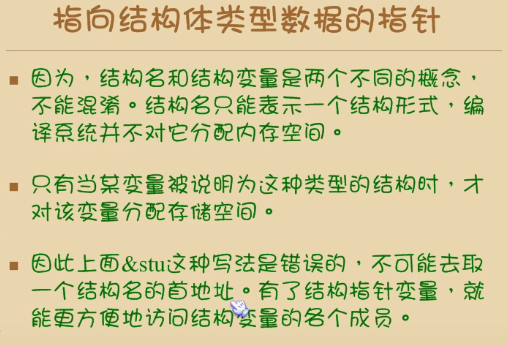 指向结构体类型数据的指针
因为，结构名和结构变量是两个不同的概念，
不能混淆。结构名只能表示一个结构形式，编
译系统并不对它分配内存空间。
只有当某变量被说明为这种类型的结构时，才
对该变量分配存储空间。
因此上面&stu这种写法是错误的，不可能去取
一个结构名的首地址。有了结构指针变量，就
能更方便地访问结构变量的各个成员。